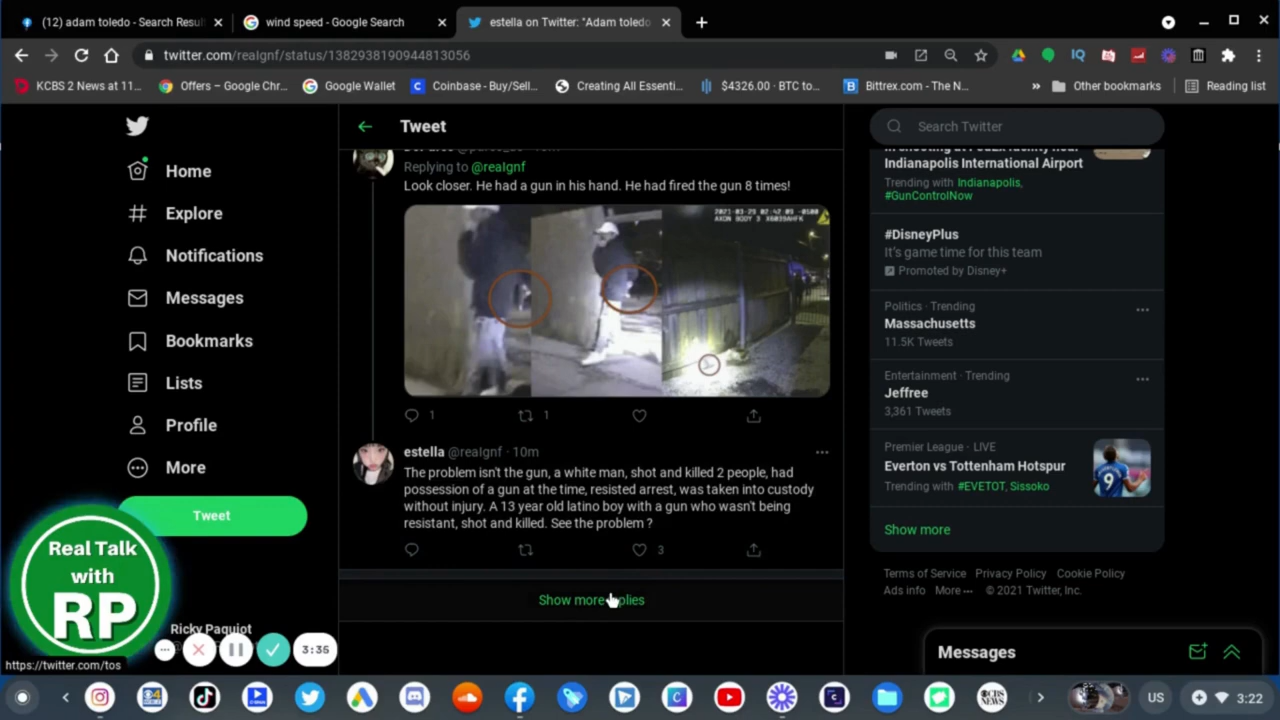 (12) adam toledo - Search Resul
wind speed - Google Search
estella on Twitter: "Adam toledo
twitter.com/realgnf/status/1382938190944813056
KCBS 2 News at 11...
Offers – Google Chr...
Google Wallet
Coinbase - Buy/Sell...
Creating All Essenti...
$4326.00 · BTC to...
Bittrex.com - The N...
Other bookmarks
Reading list
Home
Explore
Notifications
Messages
Bookmarks
Lists
Profile
More
Tweet
Real Talk
with
RP
Ricky Paquiot
3:35
https://twitter.com/tos
Tweet
Replying to @realgnf
Look closer. He had a gun in his hand. He had fired the gun 8 times!
1
1
estella @realgnf · 10m
The problem isn't the gun, a white man, shot and killed 2 people, had
possession of a gun at the time, resisted arrest, was taken into custody
without injury. A 13 year old latino boy with a gun who wasn't being
resistant, shot and killed. See the problem ?
3
Show more replies
Search Twitter
in shooting at FedEx facility near
Indianapolis International Airport
Trending with Indianapolis,
#GunControlNow
#DisneyPlus
It's game time for this team
Promoted by Disney+
Politics · Trending
Massachusetts
11.5K Tweets
Entertainment · Trending
Jeffree
3,361 Tweets
Premier League · LIVE
Everton vs Tottenham Hotspur
Trending with #EVETOT, Sissoko
9
Show more
Terms of Service Privacy Policy Cookie Policy
Ads info More ··· © 2021 Twitter, Inc.
Messages
US
3:22